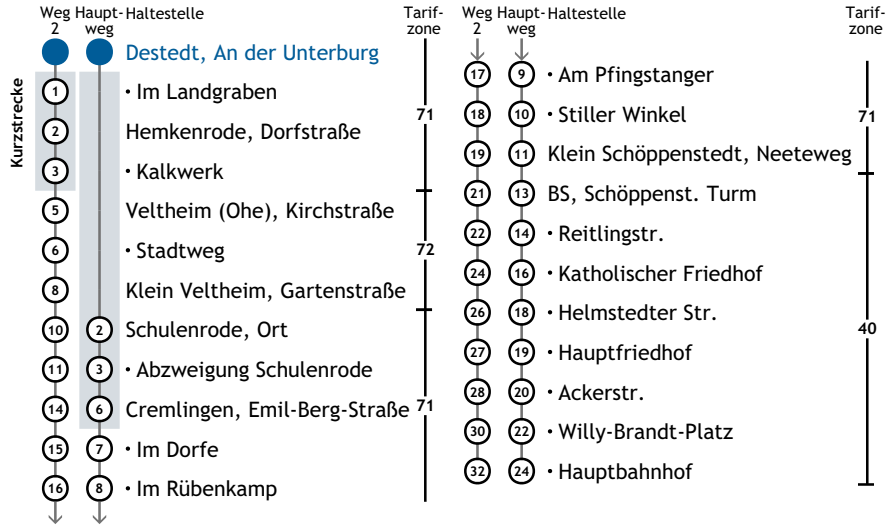 Weg 2 Haupt-weg Haltestelle Tarif-zone
Destedt, An der Unterburg
Kurzstrecke
1 • Im Landgraben
71
2 Hemkenrode, Dorfstraße
3 • Kalkwerk
5 Veltheim (Ohe), Kirchstraße
6 • Stadtweg 72
8 Klein Veltheim, Gartenstraße
10 2 Schulenrode, Ort
11 3 • Abzweigung Schulenrode
14 6 Cremlingen, Emil-Berg-Straße 71
15 7 • Im Dorfe
16 8 • Im Rübenkamp
Weg 2 Haupt-weg Haltestelle Tarif-zone
17 9 • Am Pfingstanger
18 10 • Stiller Winkel 71
19 11 Klein Schöppenstedt, Neeteweg
21 13 BS, Schöppenst. Turm
22 14 • Reitlingstr.
24 16 • Katholischer Friedhof
26 18 • Helmstedter Str.
40
27 19 • Hauptfriedhof
28 20 • Ackerstr.
30 22 • Willy-Brandt-Platz
32 24 • Hauptbahnhof